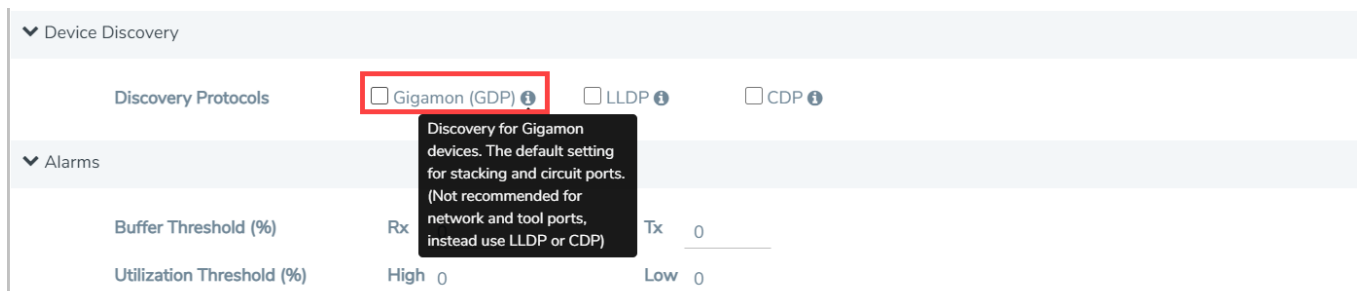 Device Discovery
Discovery Protocols Gigamon (GDP) LLDP CDP
Discovery for Gigamon
devices. The default setting
for stacking and circuit ports.
(Not recommended for
network and tool ports,
instead use LLDP or CDP)
Alarms
Buffer Threshold (%) Rx Tx 0
Utilization Threshold (%) High 0 Low 0